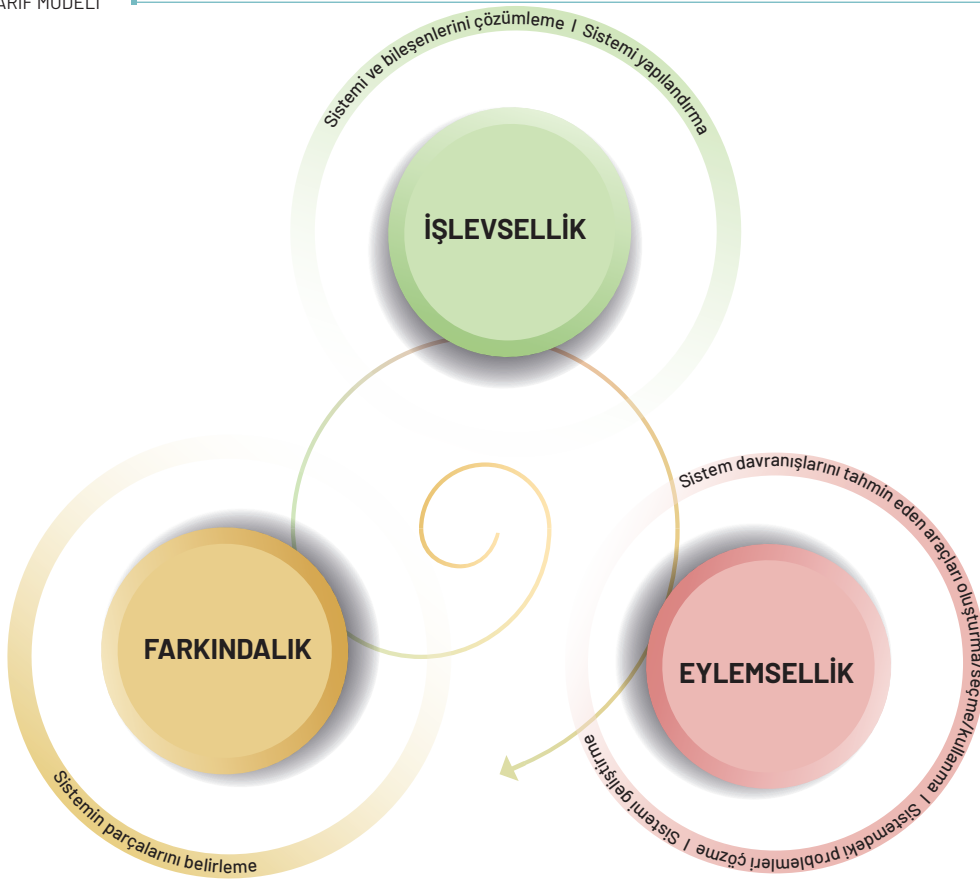 ARİF MODELİ
Sistemi ve bileşenlerini çözümleme I Sistemi yapılandırma
İŞLEVSELLİK
FARKINDALIK
Sistemin parçalarını belirleme
EYLEMSELLİK
Sistem davranışlarını tahmin eden araçları oluşturma/seçme/kullanma I Sistemdeki problemleri çözme I Sistemi geliştirme